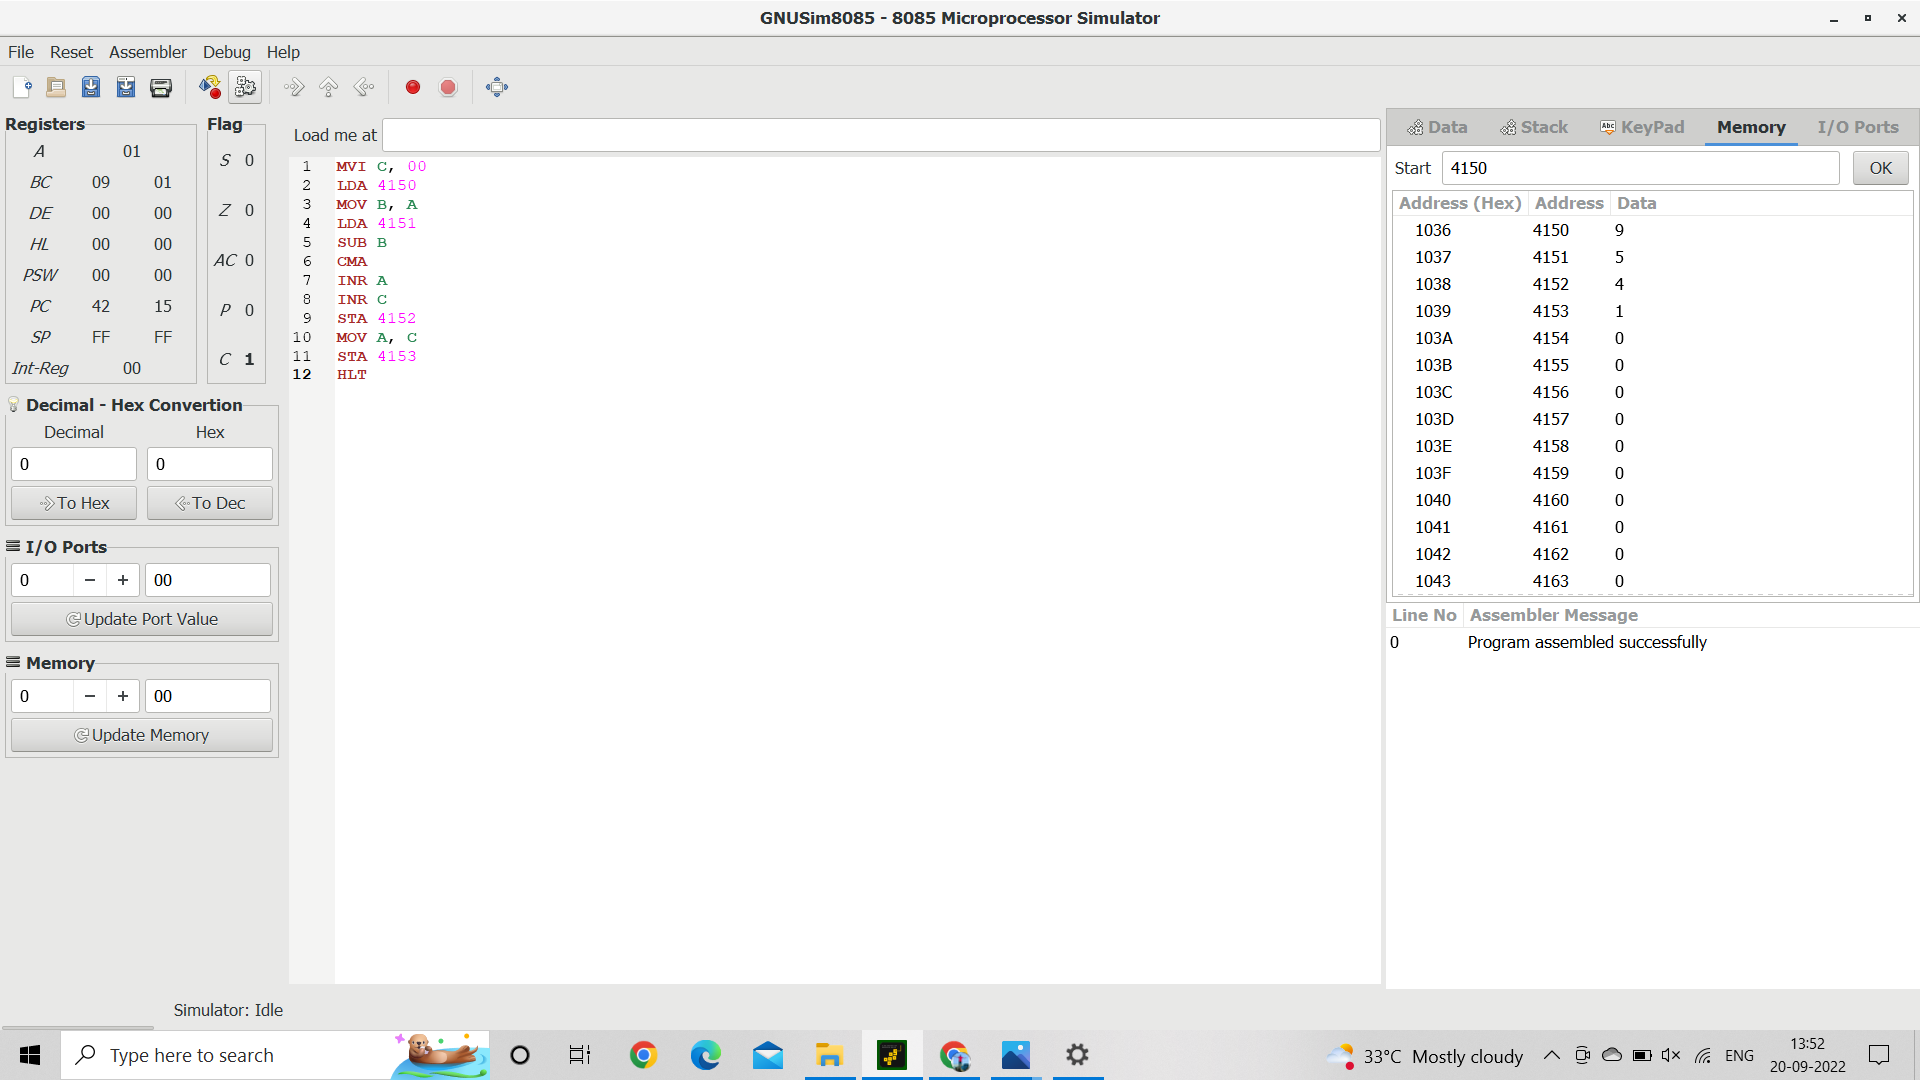 GNUSim8085 - 8085 Microprocessor Simulator
File Reset Assembler Debug Help
Registers
A 01
BC 09 01
DE 00 00
HL 00 00
PSW 00 00
PC 42 15
SP FF FF
Int-Reg 00
Flag
S 0
Z 0
AC 0
P 0
C 1
Decimal - Hex Convertion
Decimal Hex
0 0
To Hex To Dec
I/O Ports
0 − + 00
Update Port Value
Memory
0 − + 00
Update Memory
Load me at
1 MVI C, 00
2 LDA 4150
3 MOV B, A
4 LDA 4151
5 SUB B
6 CMA
7 INR A
8 INR C
9 STA 4152
10 MOV A, C
11 STA 4153
12 HLT
Data Stack Abc KeyPad Memory I/O Ports
Start 4150 OK
Address (Hex) Address Data
1036 4150 9
1037 4151 5
1038 4152 4
1039 4153 1
103A 4154 0
103B 4155 0
103C 4156 0
103D 4157 0
103E 4158 0
103F 4159 0
1040 4160 0
1041 4161 0
1042 4162 0
1043 4163 0
Line No Assembler Message
0 Program assembled successfully
Simulator: Idle
Type here to search
33°C Mostly cloudy
ENG
13:52
20-09-2022